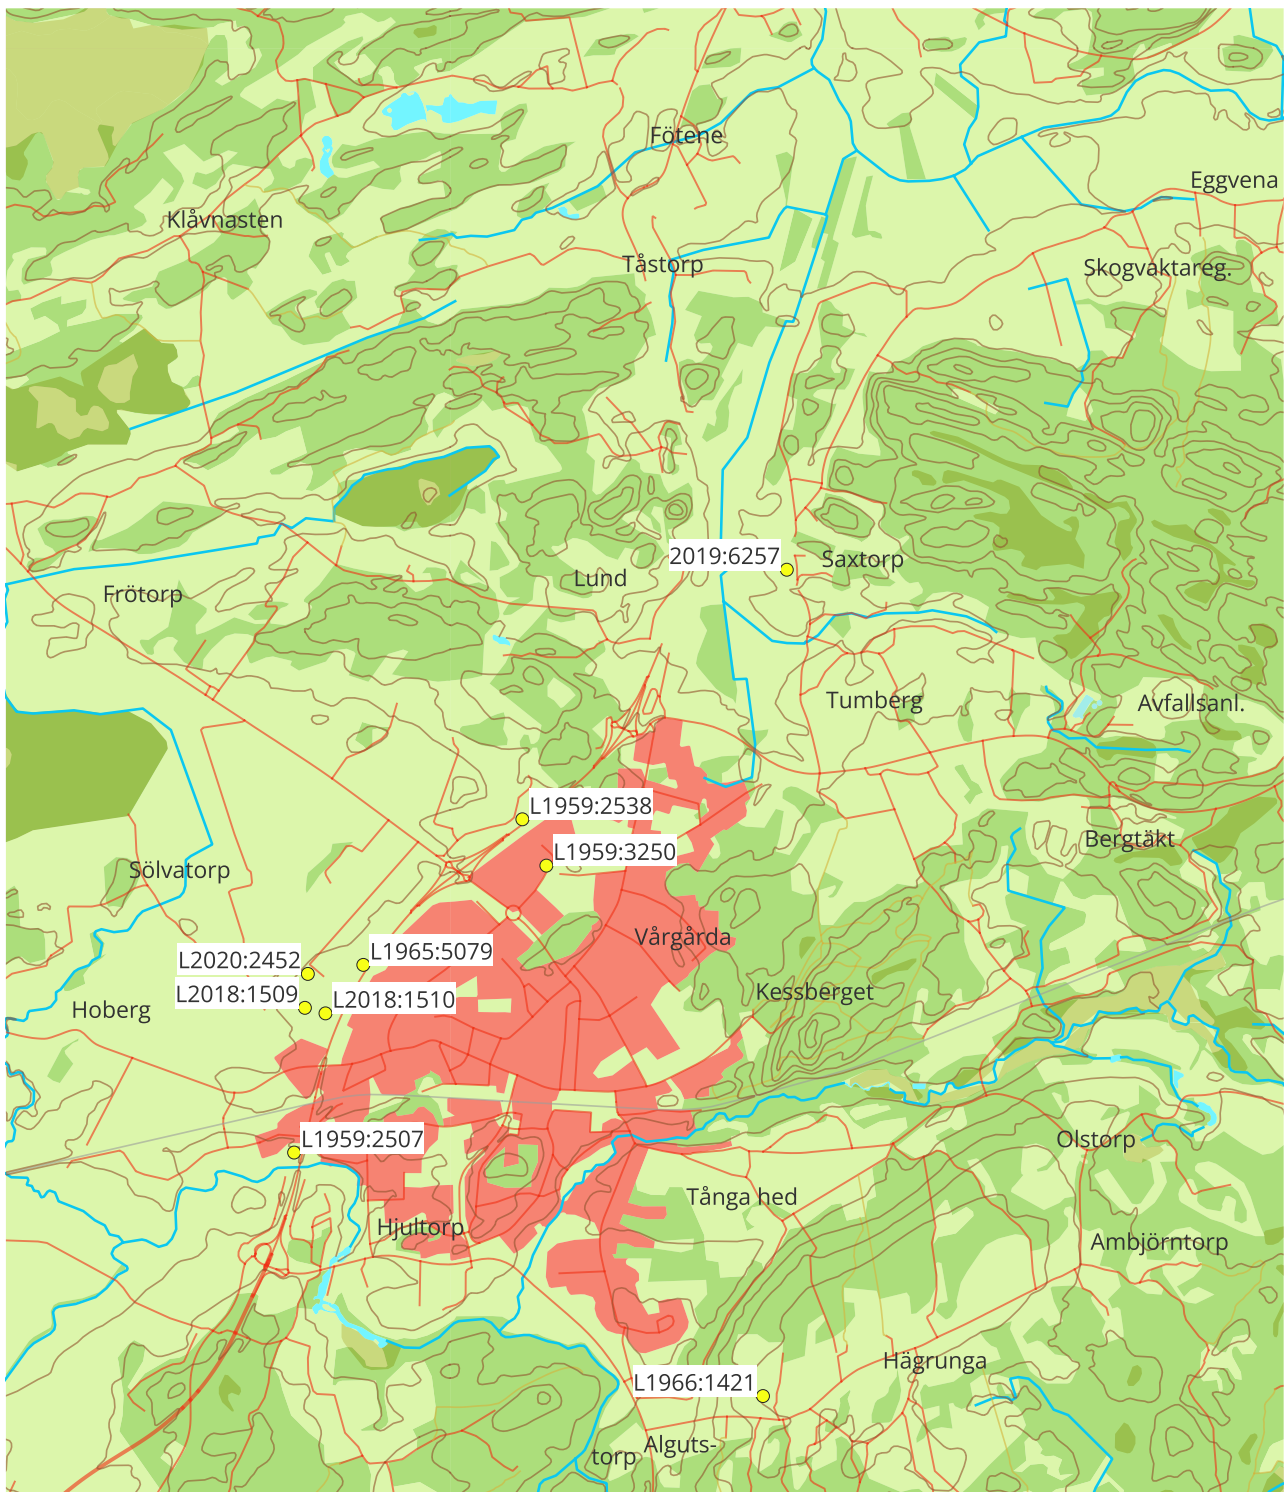 Fötene
Eggvena
Klåvnasten
Tåstorp
Skogvaktareg.
2019:6257
Saxtorp
Lund
Frötorp
Tumberg
Avfallsanl.
L1959:2538
Bergtäkt
L1959:3250
Sölvatorp
Vårgårda
L1965:5079
L2020:2452
Kessberget
L2018:1509
L2018:1510
Hoberg
L1959:2507
Olstorp
Tånga hed
Hjultorp
Ambjörntorp
Hägrunga
L1966:1421
Alguts-
torp